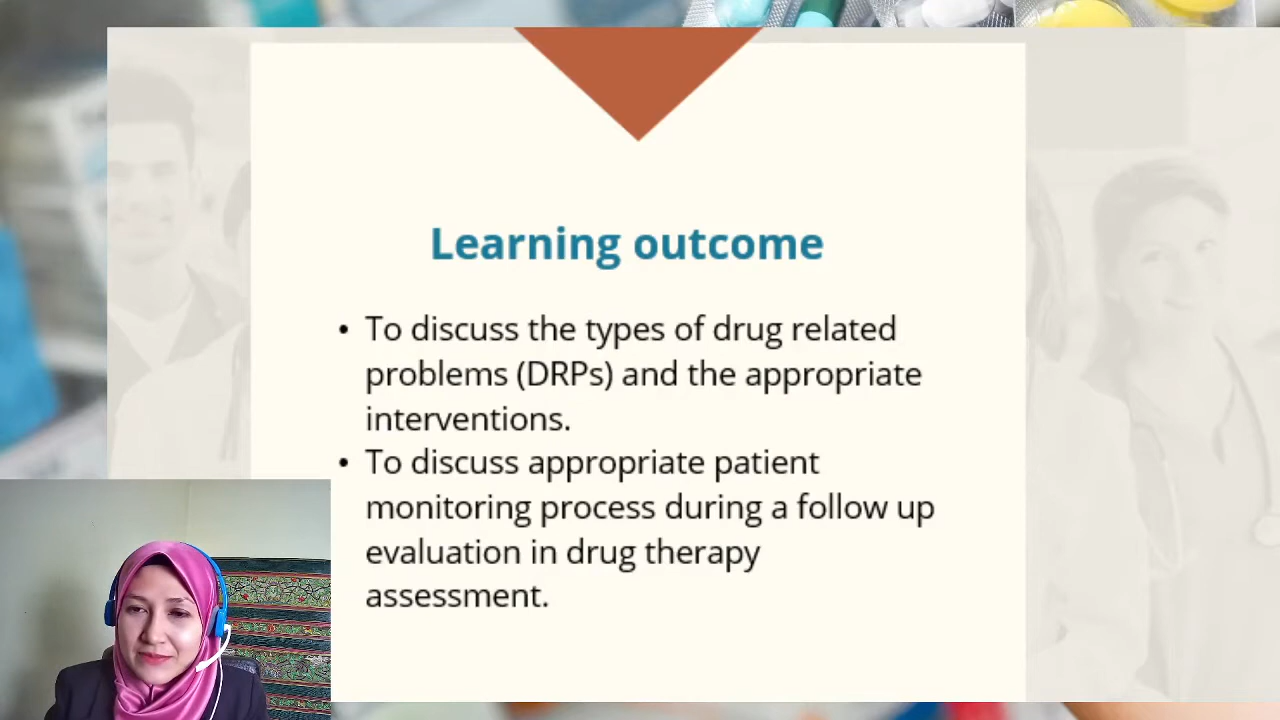 Learning outcome
• To discuss the types of drug related
problems (DRPs) and the appropriate
interventions.
• To discuss appropriate patient
monitoring process during a follow up
evaluation in drug therapy
assessment.